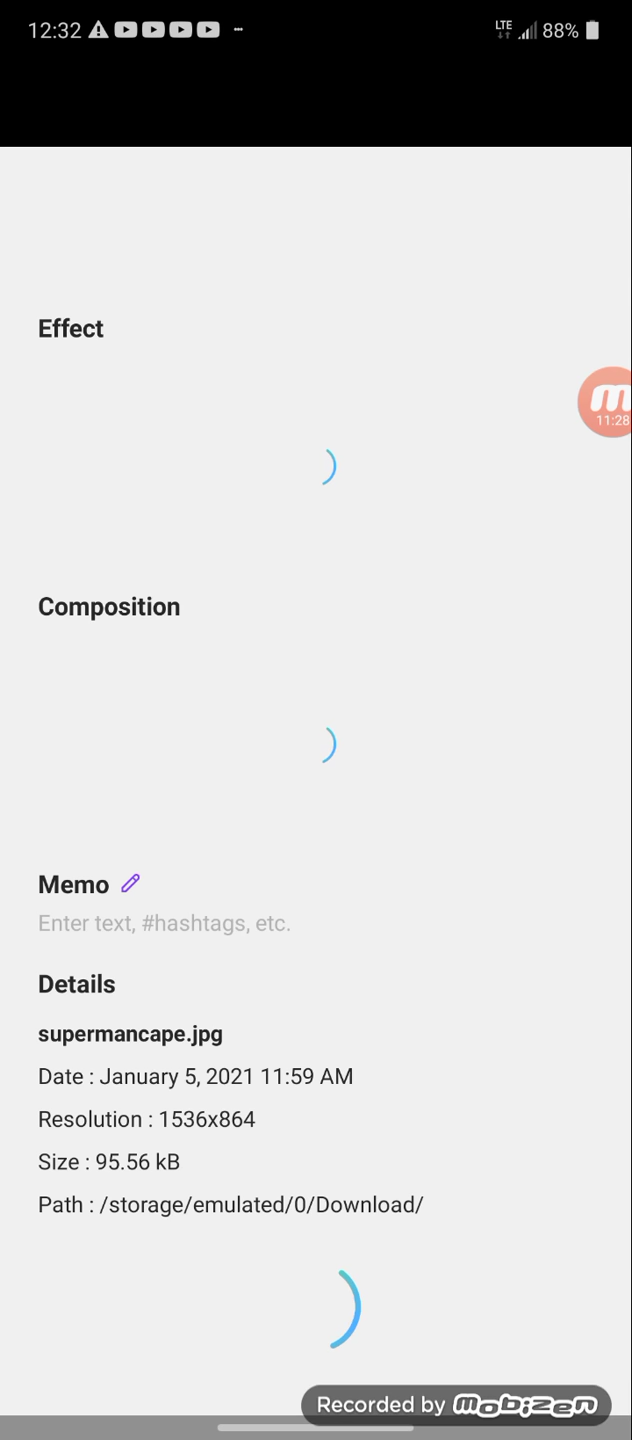 12:32 LTE 88%
Effect
m
11:28
Composition
Memo
Enter text, #hashtags, etc.
Details
supermancape.jpg
Date : January 5, 2021 11:59 AM
Resolution : 1536x864
Size : 95.56 kB
Path : /storage/emulated/0/Download/
Recorded by mobizen